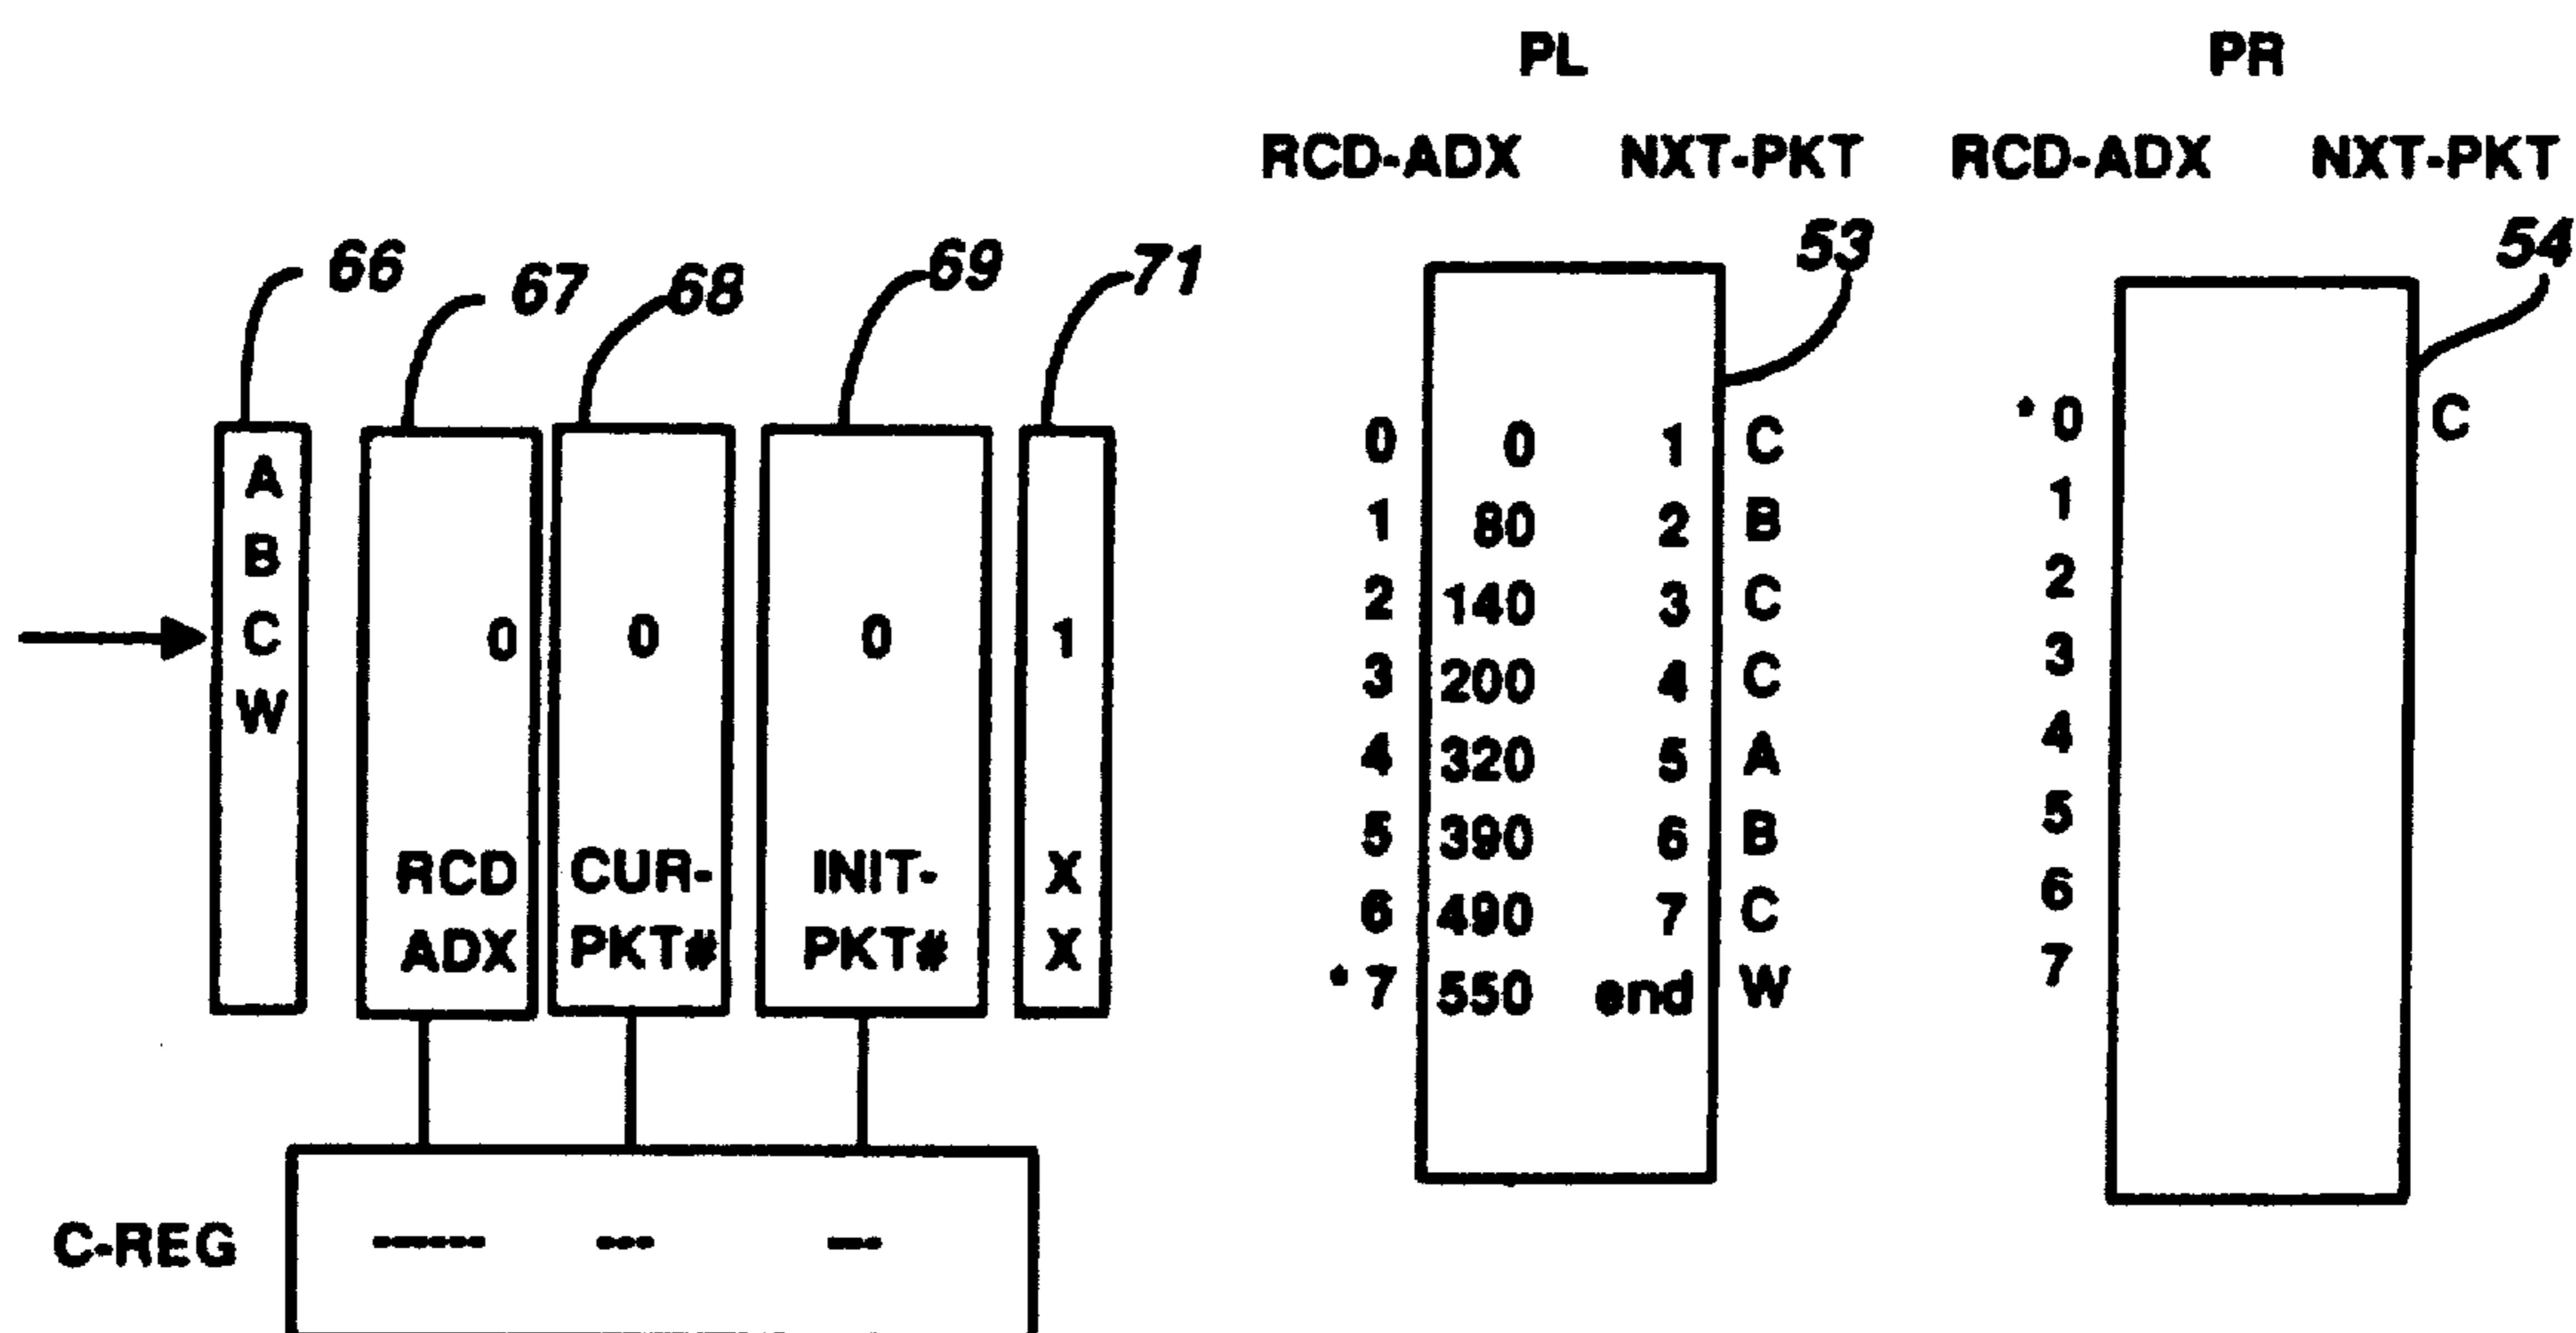 PL PR
RCD-ADX NXT-PKT RCD-ADX NXT-PKT
66 67 68 69 71 53 54
A
B
C 0 0 0 1
W
RCD CUR- INIT- X
ADX PKT# PKT# X
C-REG ----- --- ---
0 0 1 C
1 80 2 B
2 140 3 C
3 200 4 C
4 320 5 A
5 390 6 B
6 490 7 C
*7 550 end W
*0 C
1
2
3
4
5
6
7